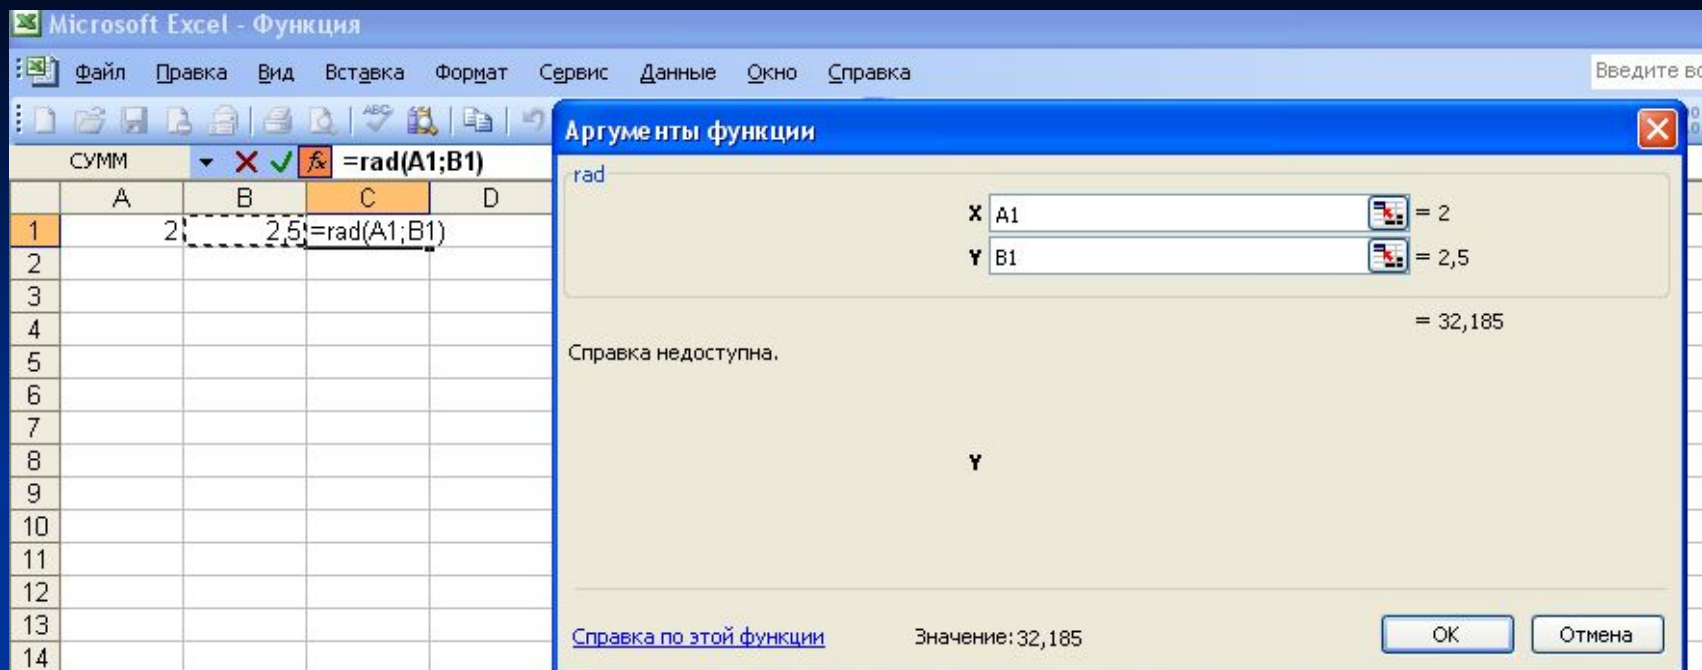 Microsoft Excel - Функция
Файл Правка Вид Вставка Формат Сервис Данные Окно Справка
Введите во
СУММ =rad(A1;B1)
A B C D
1 2 2,5 =rad(A1;B1)
2
3
4
5
6
7
8
9
10
11
12
13
14
Аргументы функции
rad
X A1 = 2
Y B1 = 2,5
= 32,185
Справка недоступна.
Y
Справка по этой функции Значение: 32,185 OK Отмена